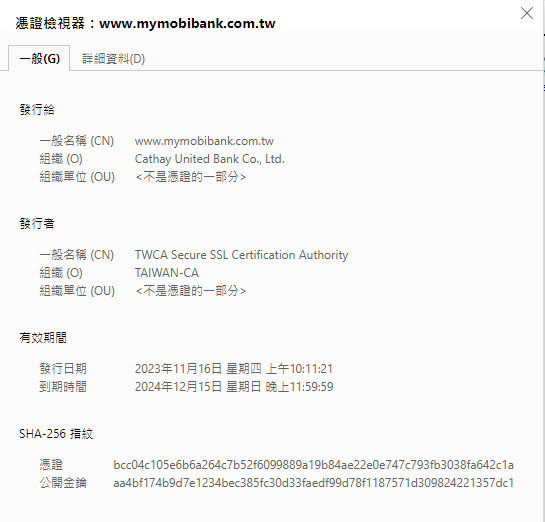 憑證檢視器：www.mymobibank.com.tw
一般(G) 詳細資料(D)
發行給
一般名稱 (CN) www.mymobibank.com.tw
組織 (O) Cathay United Bank Co., Ltd.
組織單位 (OU) <不是憑證的一部分>
發行者
一般名稱 (CN) TWCA Secure SSL Certification Authority
組織 (O) TAIWAN-CA
組織單位 (OU) <不是憑證的一部分>
有效期間
發行日期 2023年11月16日 星期四 上午10:11:21
到期時間 2024年12月15日 星期日 晚上11:59:59
SHA-256 指紋
憑證 bcc04c105e6b6a264c7b52f6099889a19b84ae22e0e747c793fb3038fa642c1a
公開金鑰 aa4bf174b9d7e1234bec385fc30d33faedf99d78f1187571d309824221357dc1